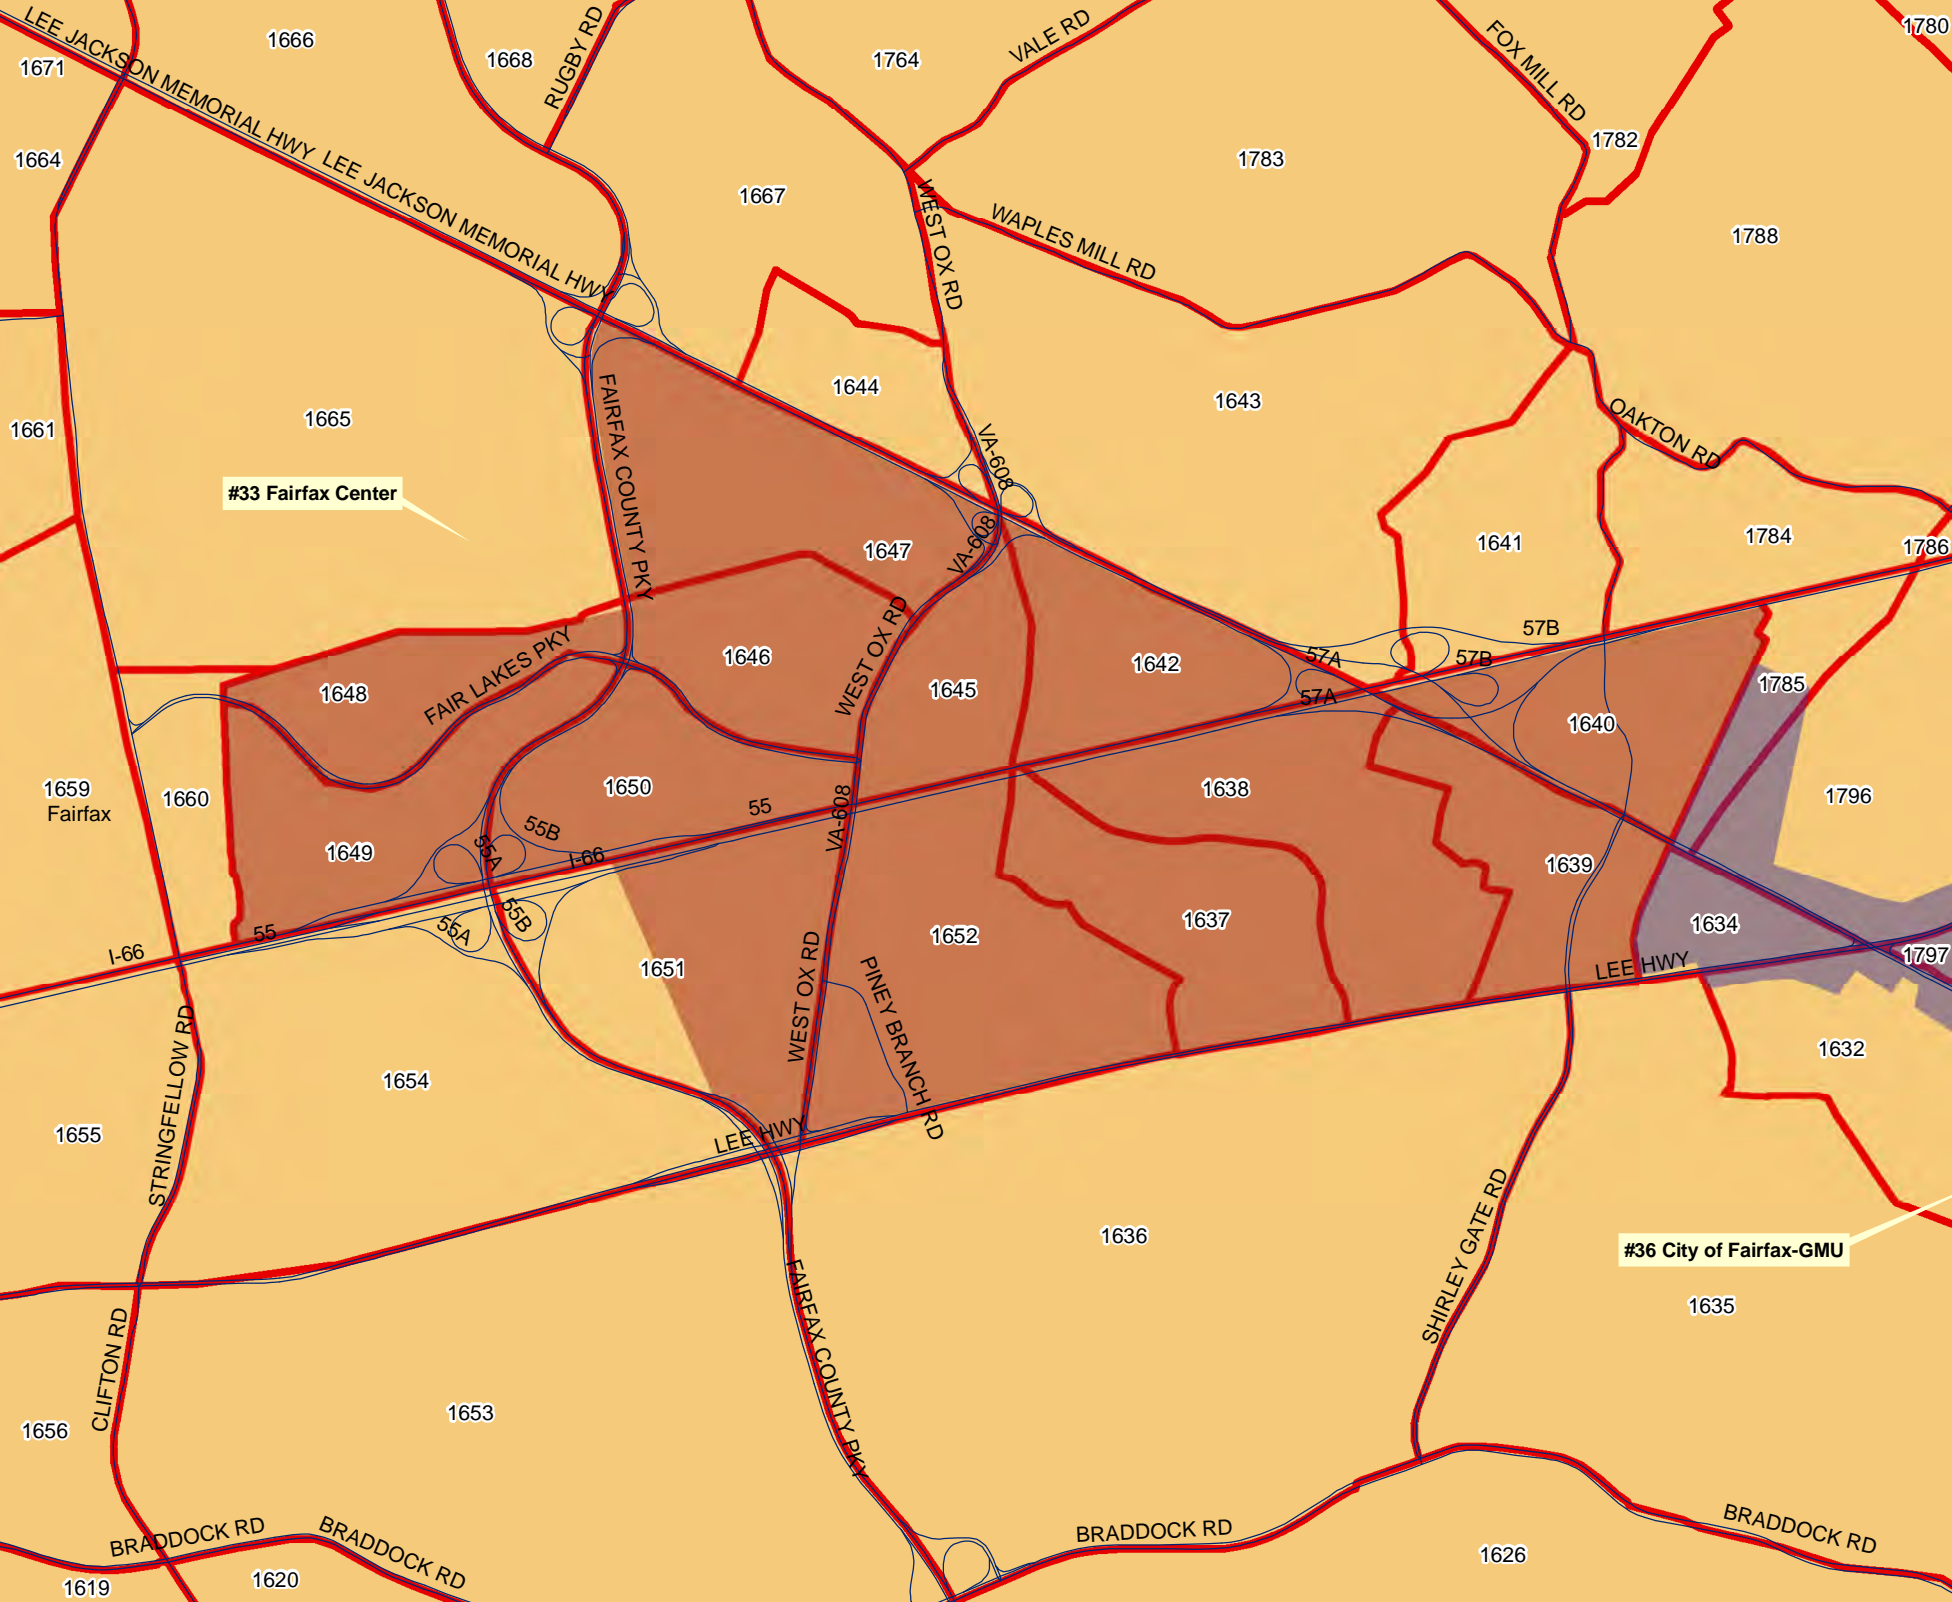 LEE JACKSON MEMORIAL HWY
1666
1668
RUGBY RD
1764
VALE RD
FOX MILL RD
1780
1671
1664
LEE JACKSON MEMORIAL HWY
1667
WEST OX RD
1783
1782
WAPLES MILL RD
1788
1661
1665
FAIRFAX COUNTY PKY
1644
1643
OAKTON RD
VA-608
#33 Fairfax Center
1647
VA-608
1641
1784
1786
1648
FAIR LAKES PKY
1646
WEST OX RD
1645
1642
57A
57B
57B
57A
1640
1785
1659
Fairfax
1660
1650
55
VA-608
1638
1796
1649
55A
55B
I-66
1639
I-66
55
55A
55B
1651
WEST OX RD
1652
PINEY BRANCH RD
1637
LEE HWY
1634
1797
STRINGFELLOW RD
1654
1632
1655
LEE HWY
1636
SHIRLEY GATE RD
#36 City of Fairfax-GMU
1635
CLIFTON RD
FAIRFAX COUNTY PKY
1656
1653
BRADDOCK RD
BRADDOCK RD
BRADDOCK RD
BRADDOCK RD
1619
1620
1626